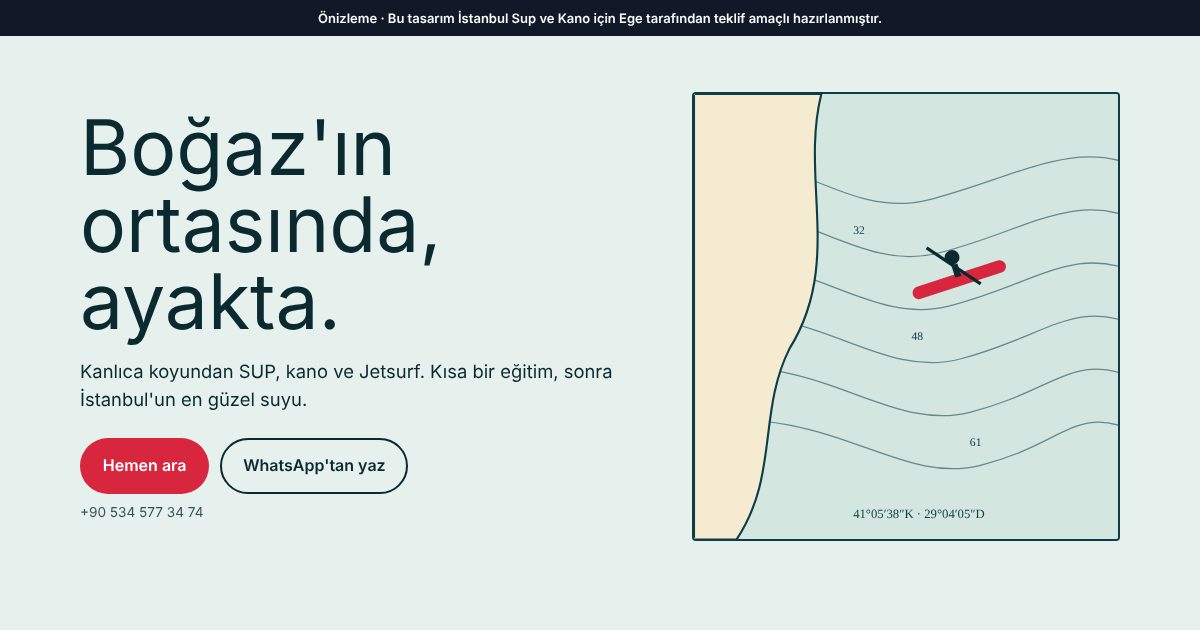 Önizleme · Bu tasarım İstanbul Sup ve Kano için Ege tarafından teklif amaçlı hazırlanmıştır.
Boğaz'ın
ortasında,
ayakta.
Kanlıca koyundan SUP, kano ve Jetsurf. Kısa bir eğitim, sonra
İstanbul'un en güzel suyu.
Hemen ara
WhatsApp'tan yaz
+90 534 577 34 74
32
48
61
41°05′38″K · 29°04′05″D